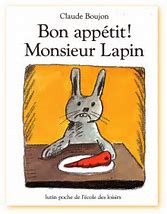 Claude Boujon
Bon appétit!
Monsieur Lapin
lutin poche de l'école des loisirs